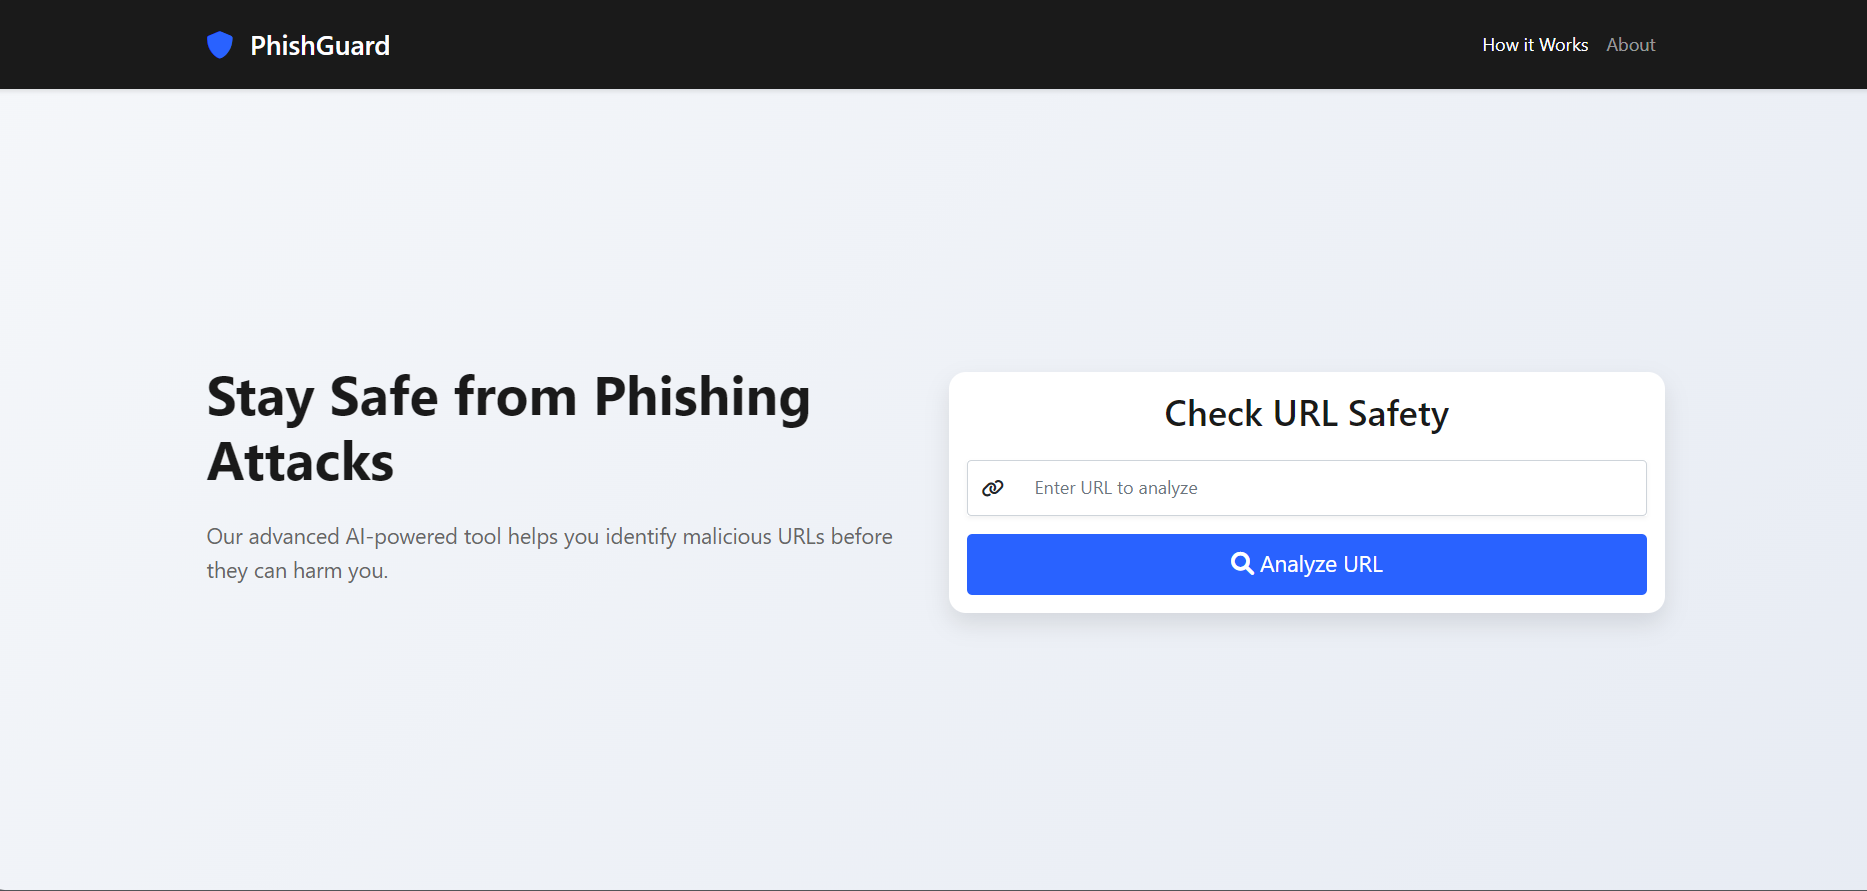 PhishGuard
How it Works
About
Stay Safe from Phishing
Attacks
Our advanced AI-powered tool helps you identify malicious URLs before
they can harm you.
Check URL Safety
Enter URL to analyze
Analyze URL